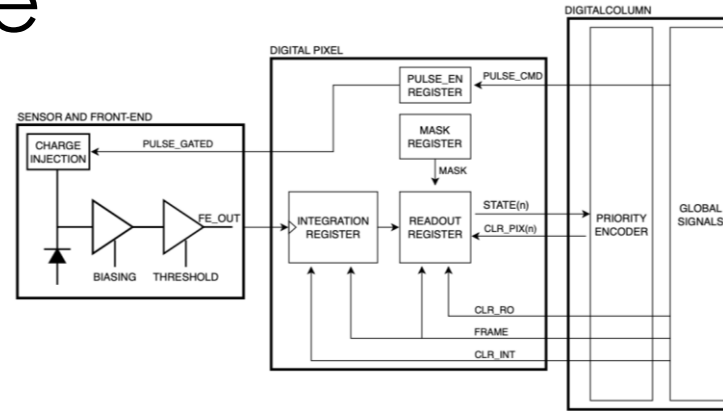 DIGITALCOLUMN
DIGITAL PIXEL
PULSE_EN
REGISTER
PULSE_CMD
SENSOR AND FRONT-END
CHARGE
INJECTION
PULSE_GATED
MASK
REGISTER
MASK
FE_OUT
INTEGRATION
REGISTER
READOUT
REGISTER
STATE(n)
CLR_PIX(n)
PRIORITY
ENCODER
GLOBAL
SIGNALS
BIASING
THRESHOLD
CLR_RO
FRAME
CLR_INT